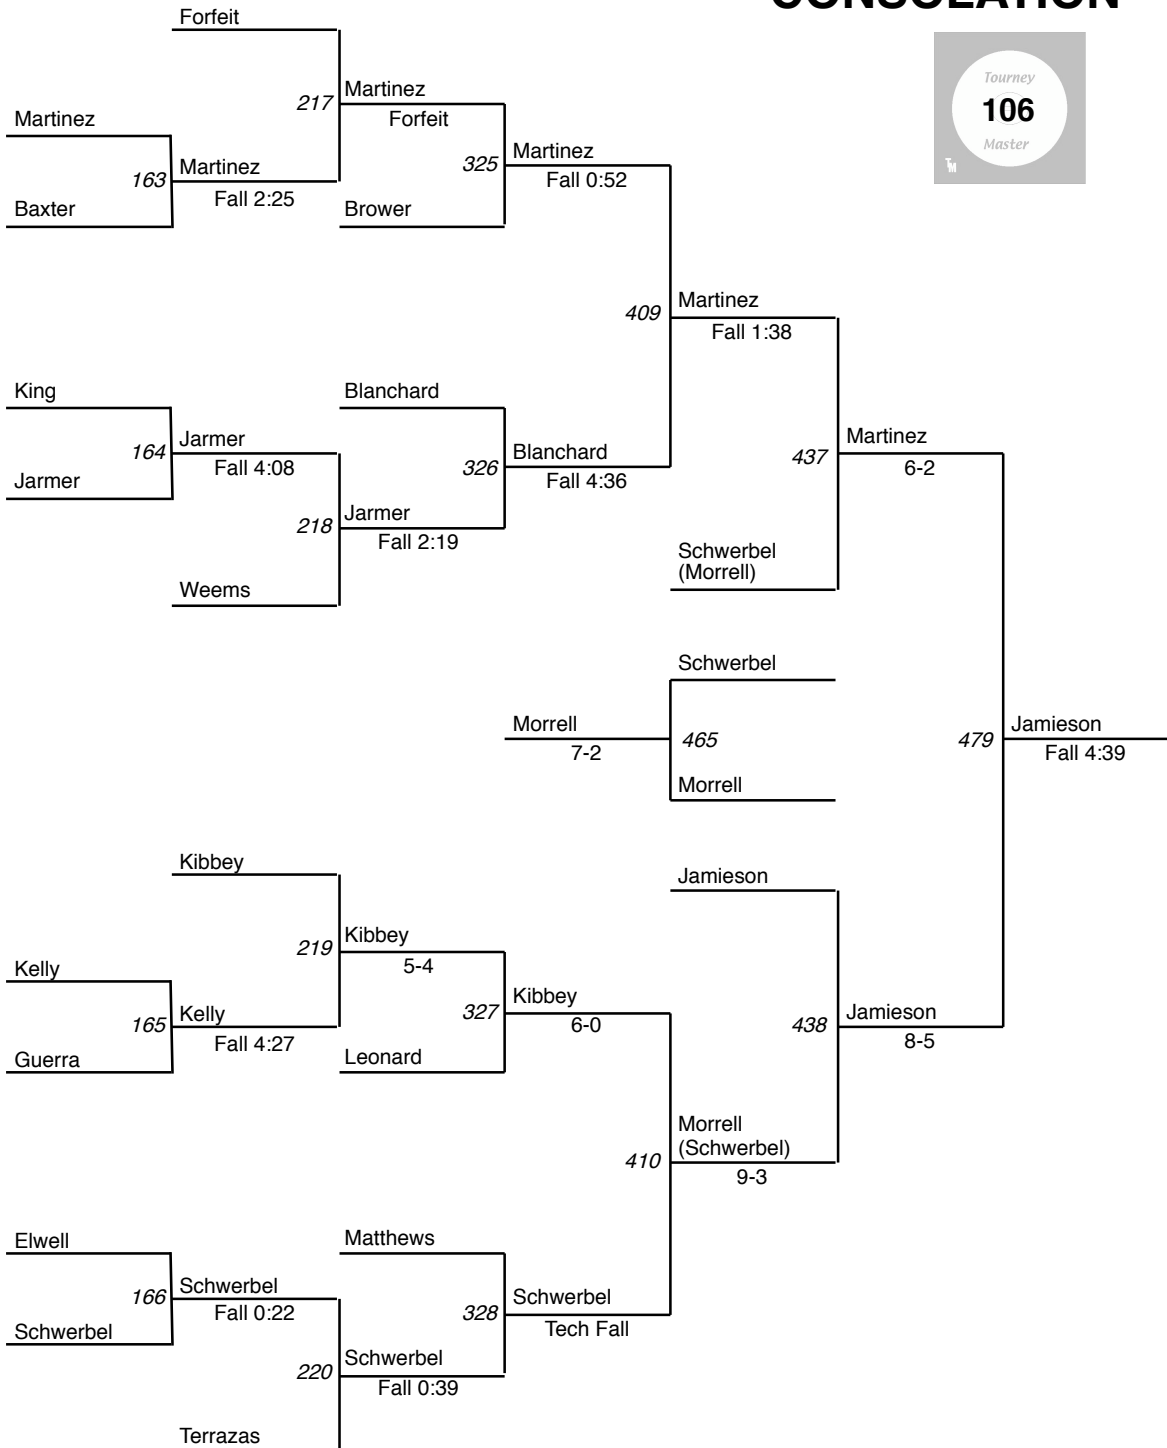 CONSOLATION
Tourney
106
Master
TM
Forfeit
217
Martinez
Forfeit
Martinez
163
Martinez
Fall 2:25
Baxter
325
Martinez
Fall 0:52
Brower
409
Martinez
Fall 1:38
King
164
Jarmer
Fall 4:08
Jarmer
Blanchard
326
Blanchard
Fall 4:36
218
Jarmer
Fall 2:19
Weems
437
Martinez
6-2
Schwerbel
(Morrell)
Schwerbel
Morrell
7-2
465
Morrell
479
Jamieson
Fall 4:39
Kibbey
Jamieson
219
Kibbey
5-4
Kelly
165
Kelly
Fall 4:27
Guerra
327
Kibbey
6-0
Leonard
438
Jamieson
8-5
410
Morrell
(Schwerbel)
9-3
Elwell
166
Schwerbel
Fall 0:22
Schwerbel
Matthews
328
Schwerbel
Tech Fall
220
Schwerbel
Fall 0:39
Terrazas